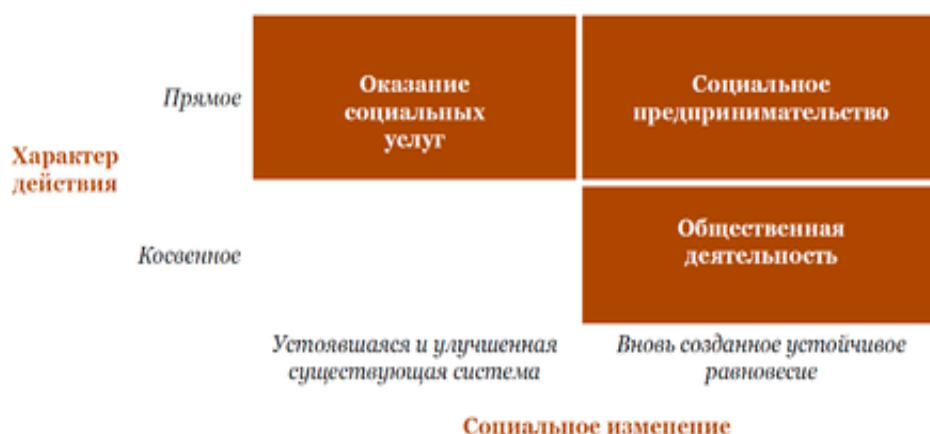 Оказание
социальных
услуг
Социальное
предпринимательство
Прямое
Характер
действия
Общественная
деятельность
Косвенное
Устоявшаяся и улучшенная
существующая система
Вновь созданное устойчивое
равновесие
Социальное изменение